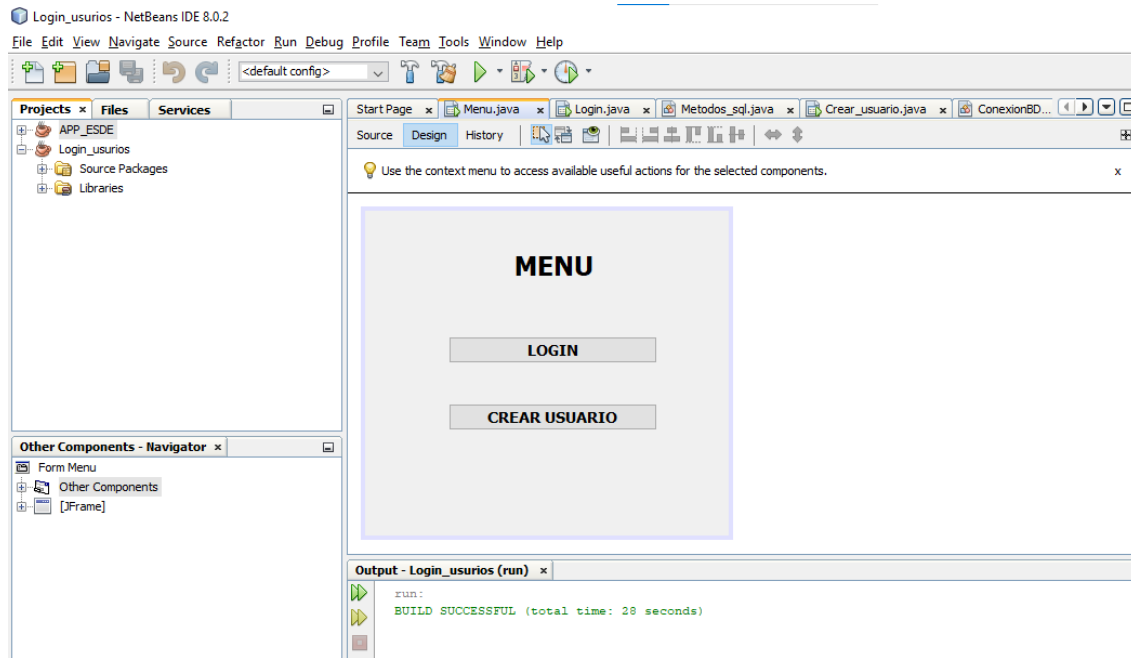 Login_usurios - NetBeans IDE 8.0.2
File Edit View Navigate Source Refactor Run Debug Profile Team Tools Window Help
<default config>
Projects x Files Services
Start Page x Menu.java x Login.java x Metodos_sql.java x Crear_usuario.java x ConexionBD...
APP_ESDE
Source Design History
Login_usurios
Source Packages
Use the context menu to access available useful actions for the selected components. x
Libraries
MENU
LOGIN
CREAR USUARIO
Other Components - Navigator x
Form Menu
Other Components
[JFrame]
Output - Login_usurios (run) x
run:
BUILD SUCCESSFUL (total time: 28 seconds)